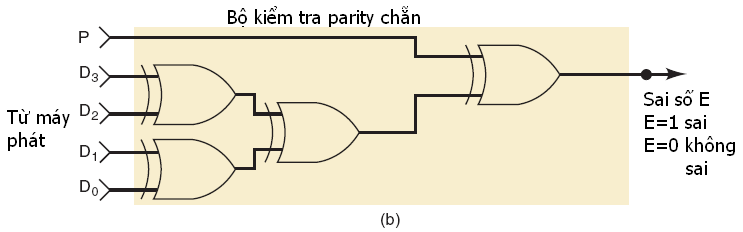 Bộ kiểm tra parity chẵn
P
D₃
D₂
D₁
D₀
Từ máy
phát
Sai số E
E=1 sai
E=0 không
sai
(b)